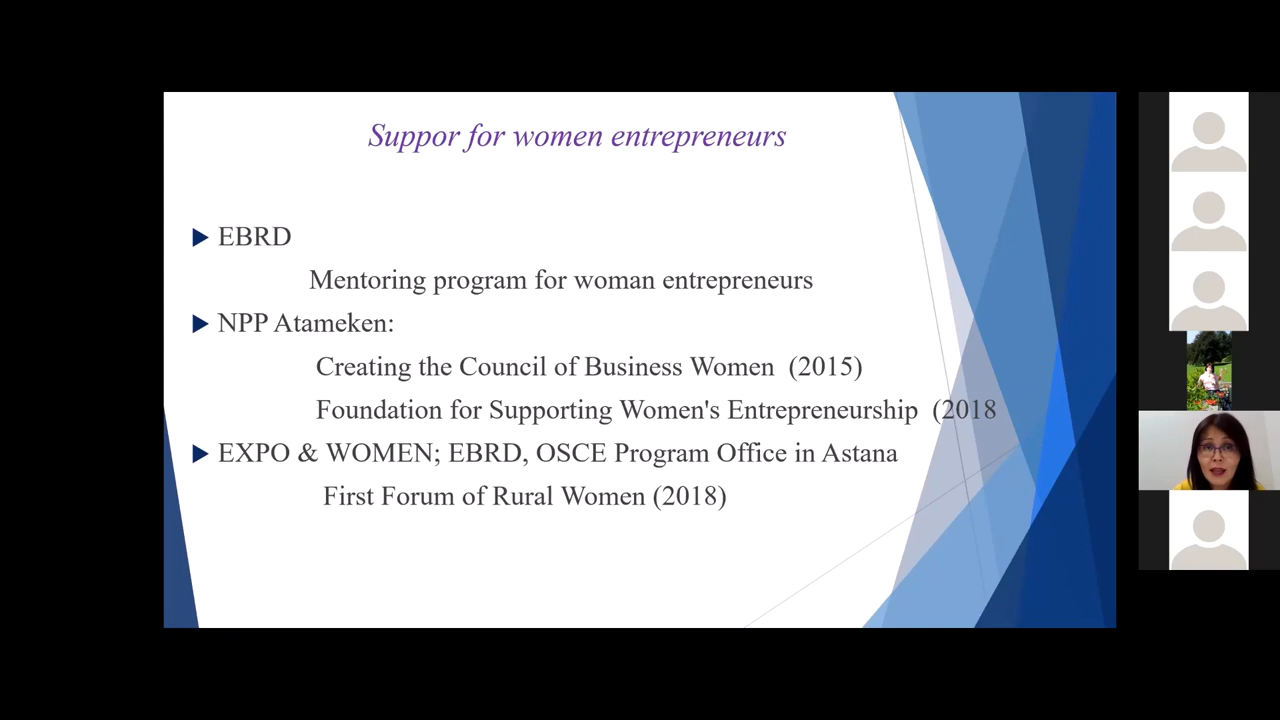 Suppor for women entrepreneurs
EBRD
Mentoring program for woman entrepreneurs
NPP Atameken:
Creating the Council of Business Women (2015)
Foundation for Supporting Women's Entrepreneurship (2018
EXPO & WOMEN; EBRD, OSCE Program Office in Astana
First Forum of Rural Women (2018)